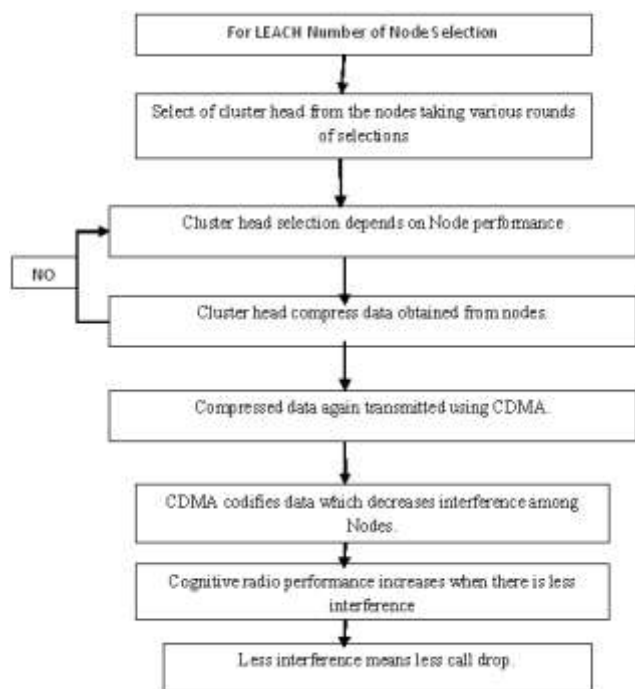 For LEACH Number of Node Selection
Select of cluster head from the nodes taking various rounds
of selections
Cluster head selection depends on Node performance
NO
Cluster head compress data obtained from nodes.
Compressed data again transmitted using CDMA.
CDMA codifies data which decreases interference among
Nodes.
Cognitive radio performance increases when there is less
interference
Less interference means less call drop.